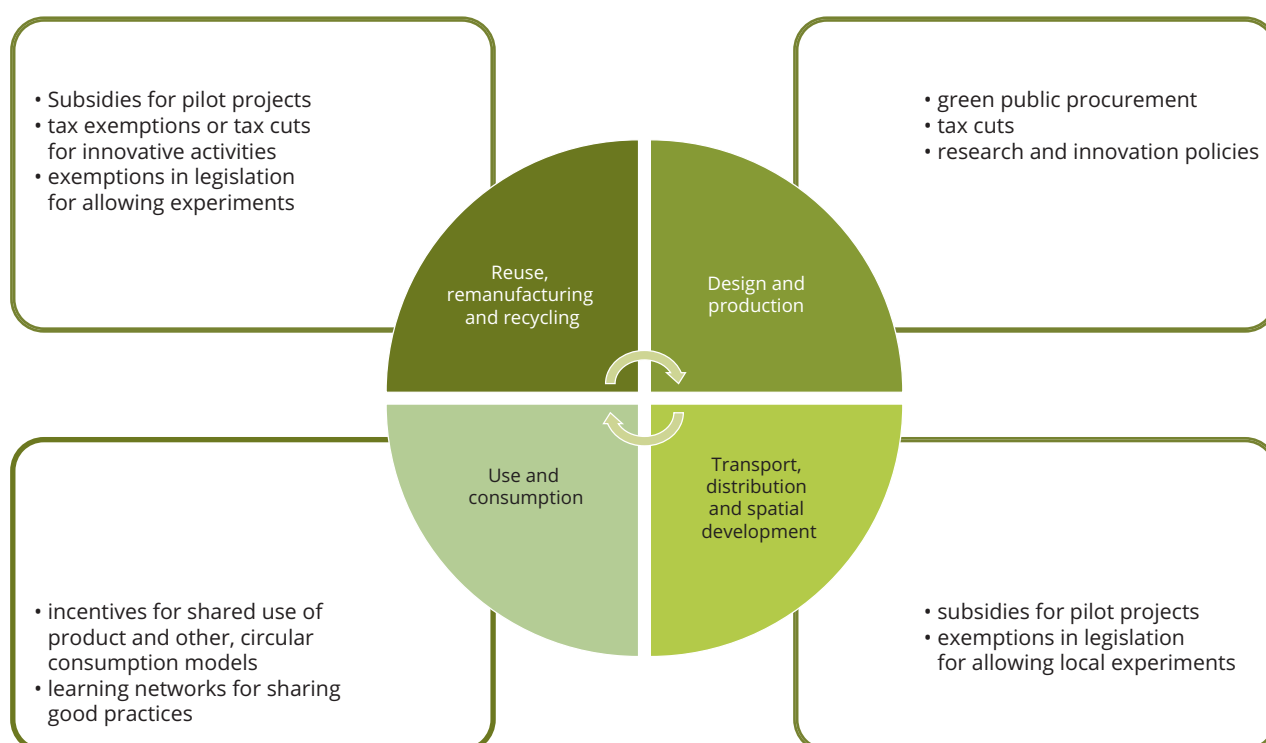 • Subsidies for pilot projects
• tax exemptions or tax cuts
for innovative activities
• exemptions in legislation
for allowing experiments
• green public procurement
• tax cuts
• research and innovation policies
Reuse,
remanufacturing
and recycling
Design and
production
Use and
consumption
Transport,
distribution
and spatial
development
• incentives for shared use of
product and other, circular
consumption models
• learning networks for sharing
good practices
• subsidies for pilot projects
• exemptions in legislation
for allowing local experiments